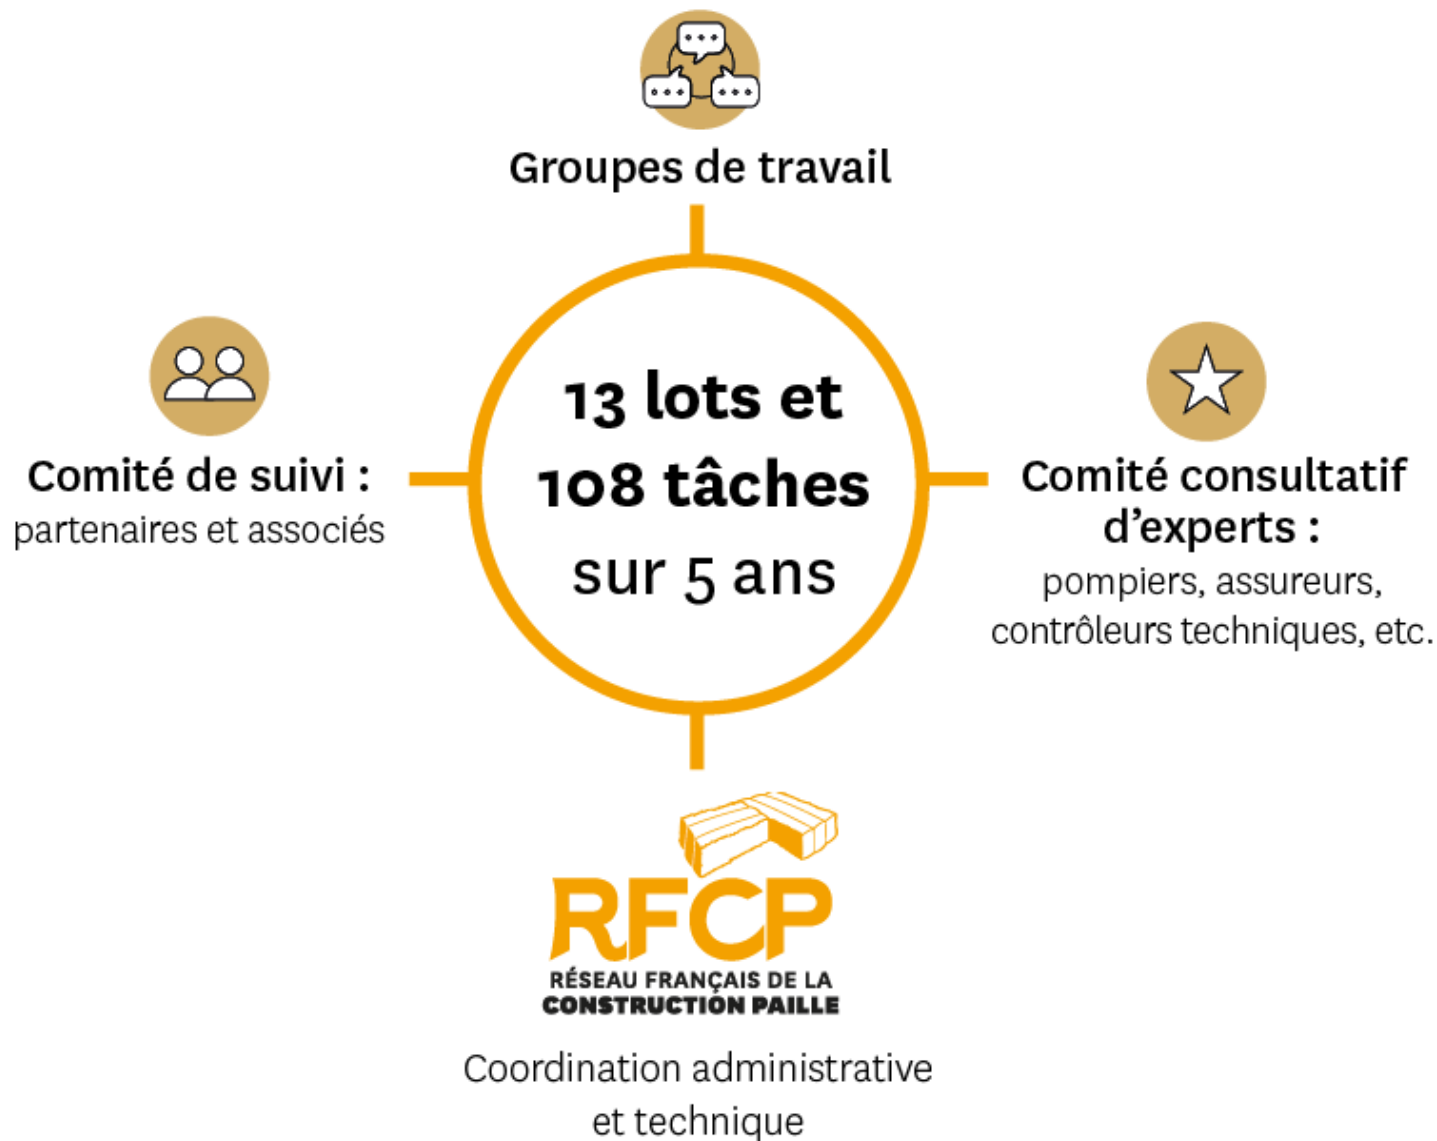 Groupes de travail
13 lots et
108 tâches
sur 5 ans
Comité de suivi :
partenaires et associés
Comité consultatif
d’experts :
pompiers, assureurs,
contrôleurs techniques, etc.
RFCP
RÉSEAU FRANÇAIS DE LA
CONSTRUCTION PAILLE
Coordination administrative
et technique